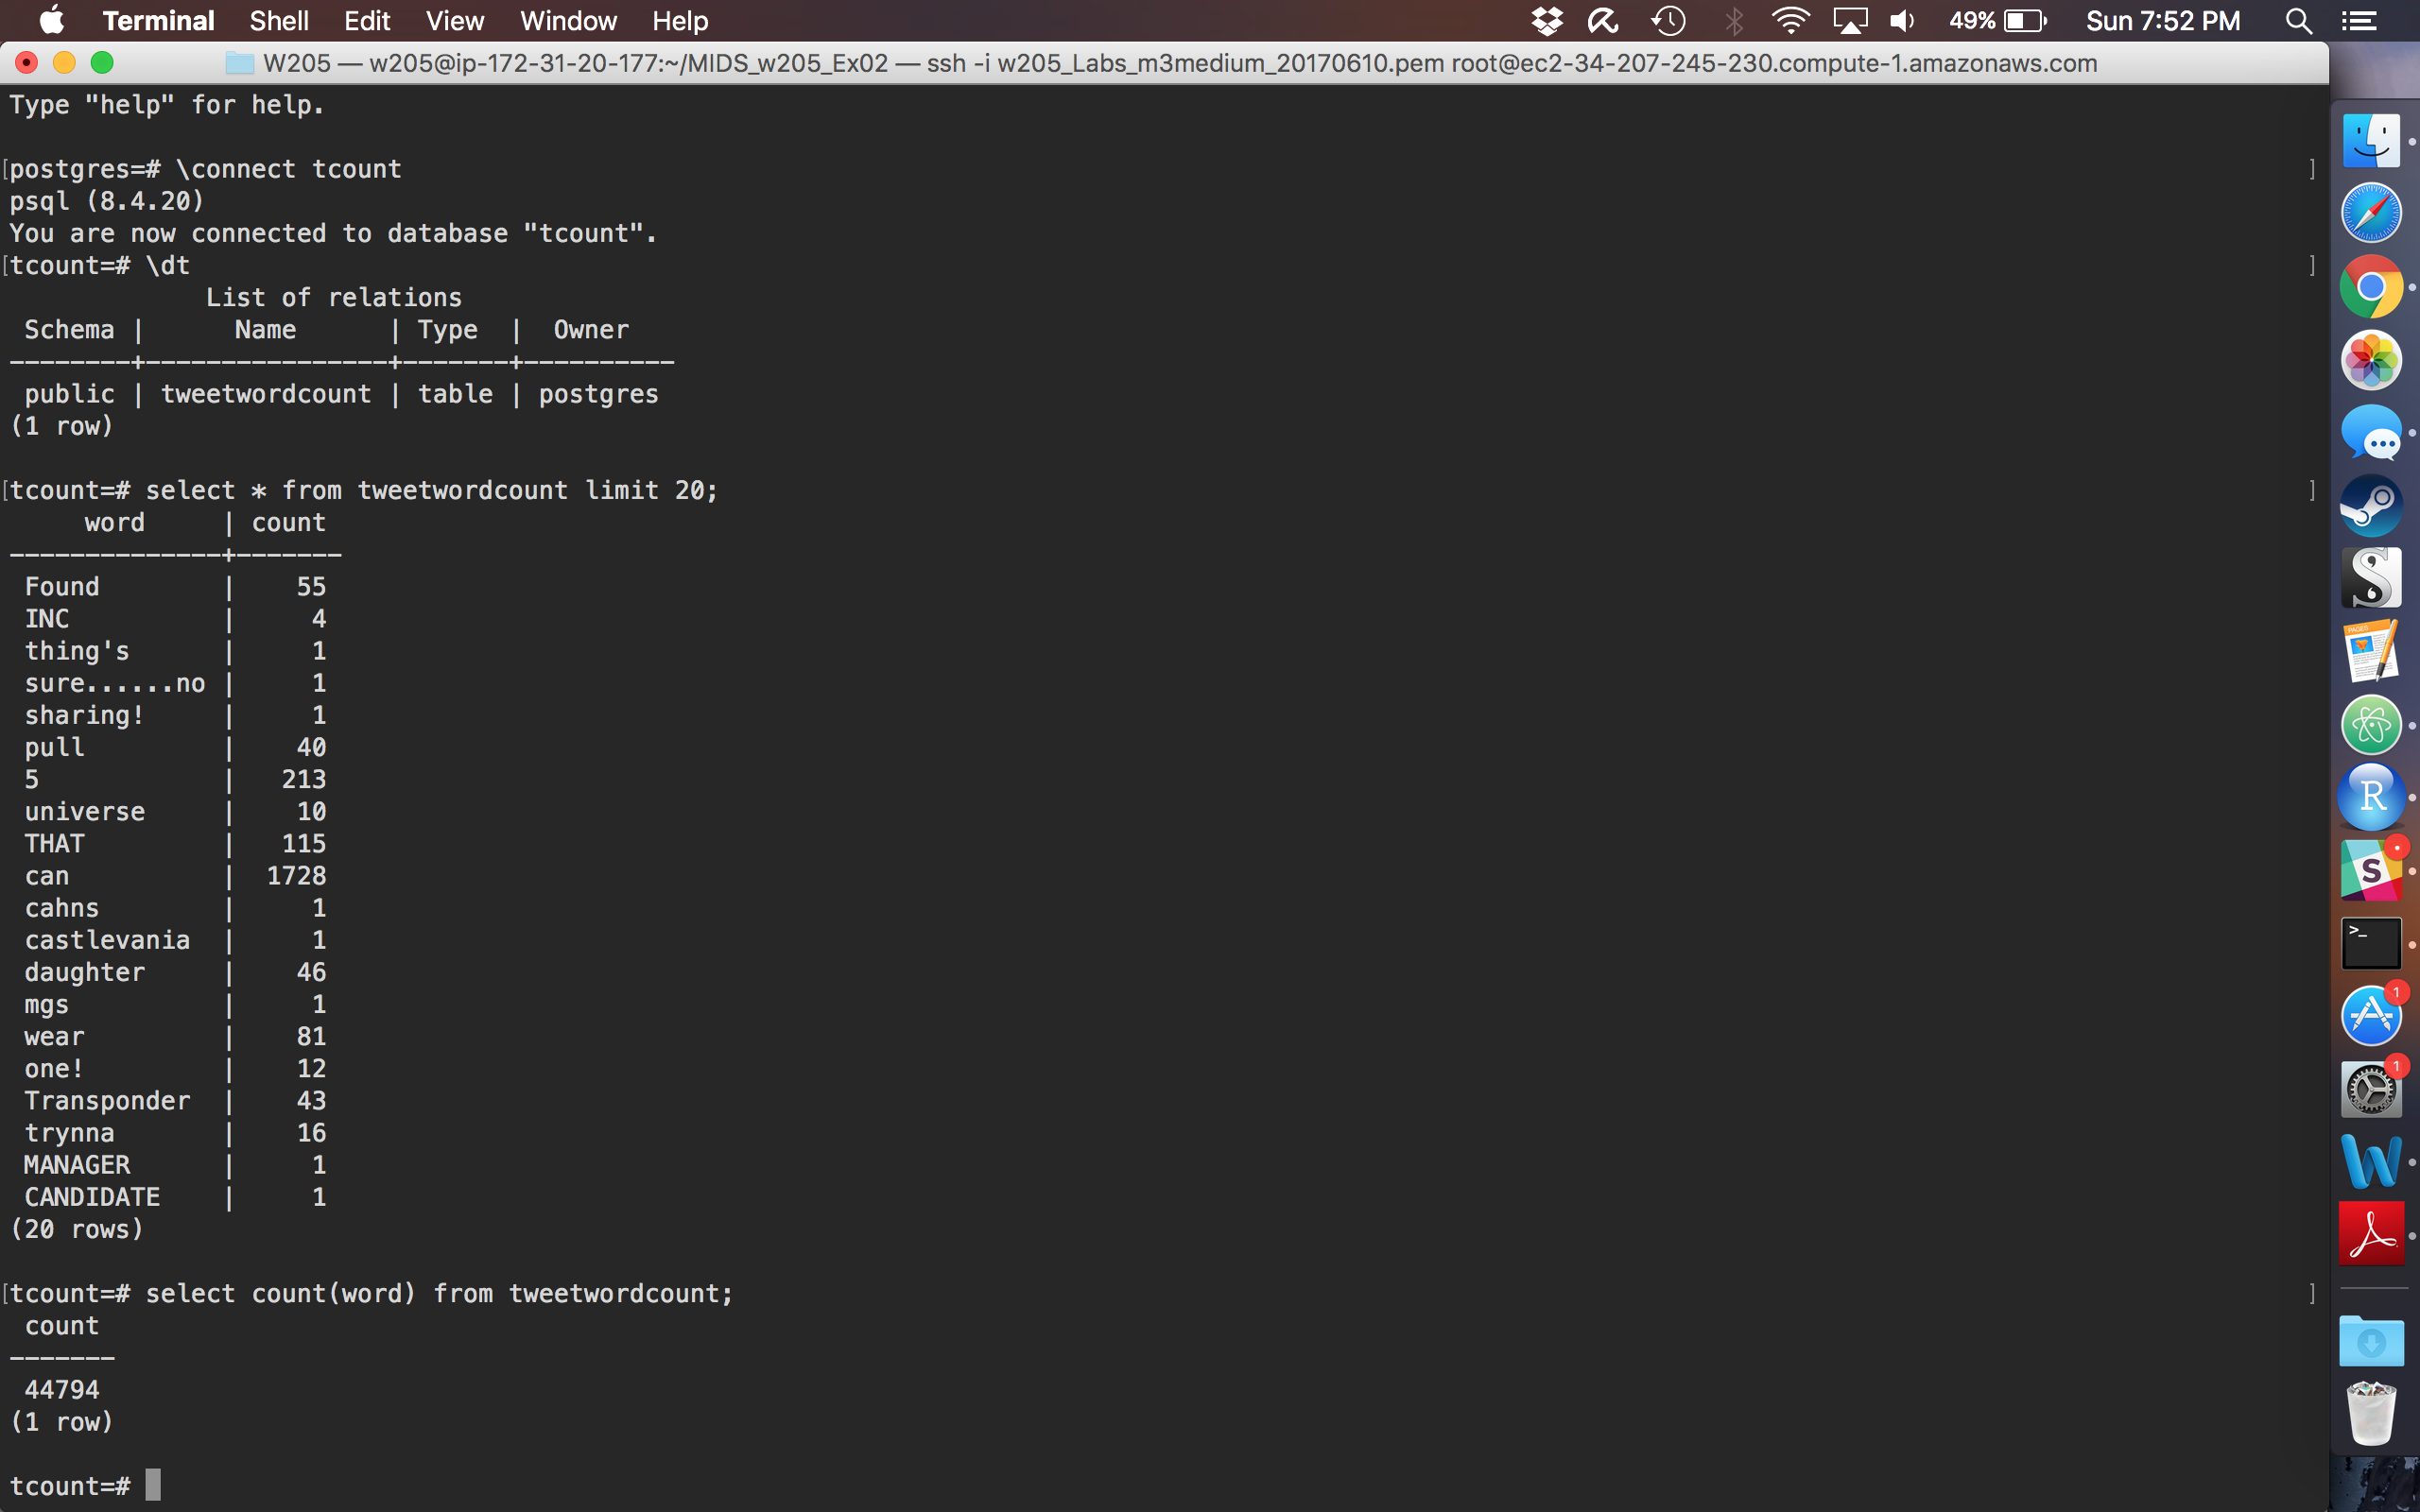 Terminal Shell Edit View Window Help 49% Sun 7:52 PM
W205 — w205@ip-172-31-20-177:~/MIDS_w205_Ex02 — ssh -i w205_Labs_m3medium_20170610.pem root@ec2-34-207-245-230.compute-1.amazonaws.com
Type "help" for help.
[postgres=# \connect tcount ]
psql (8.4.20)
You are now connected to database "tcount".
[tcount=# \dt ]
List of relations
Schema | Name | Type | Owner
--------+----------------+-------+----------
public | tweetwordcount | table | postgres
(1 row)
[tcount=# select * from tweetwordcount limit 20; ]
word | count
--------------+-------
Found | 55
INC | 4
thing's | 1
sure......no | 1
sharing! | 1
pull | 40
5 | 213
universe | 10
THAT | 115
can | 1728
cahns | 1
castlevania | 1
daughter | 46
mgs | 1
wear | 81
one! | 12
Transponder | 43
trynna | 16
MANAGER | 1
CANDIDATE | 1
(20 rows)
[tcount=# select count(word) from tweetwordcount; ]
count
-------
44794
(1 row)
tcount=#
PAGES
R
S
>_
1
1